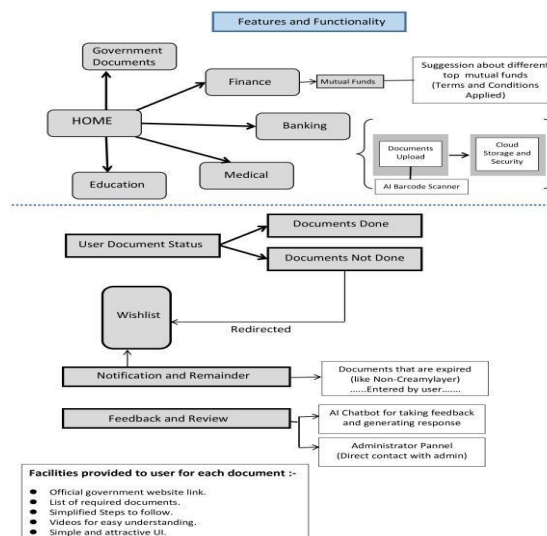 Features and Functionality
Government
Documents
Finance
Mutual Funds
Suggession about different
top mutual funds
(Terms and Conditions
Applied)
HOME
Banking
Documents
Upload
Cloud
Storage and
Security
AI Barcode Scanner
Education
Medical
User Document Status
Documents Done
Documents Not Done
Wishlist
Redirected
Notification and Remainder
Documents that are expired
(like Non-Creamylayer)
......Entered by user.......
Feedback and Review
AI Chatbot for taking feedback
and generating response
Administrator Pannel
(Direct contact with admin)
Facilities provided to user for each document :-
● Official government website link.
● List of required documents.
● Simplified Steps to follow.
● Videos for easy understanding.
● Simple and attractive UI.